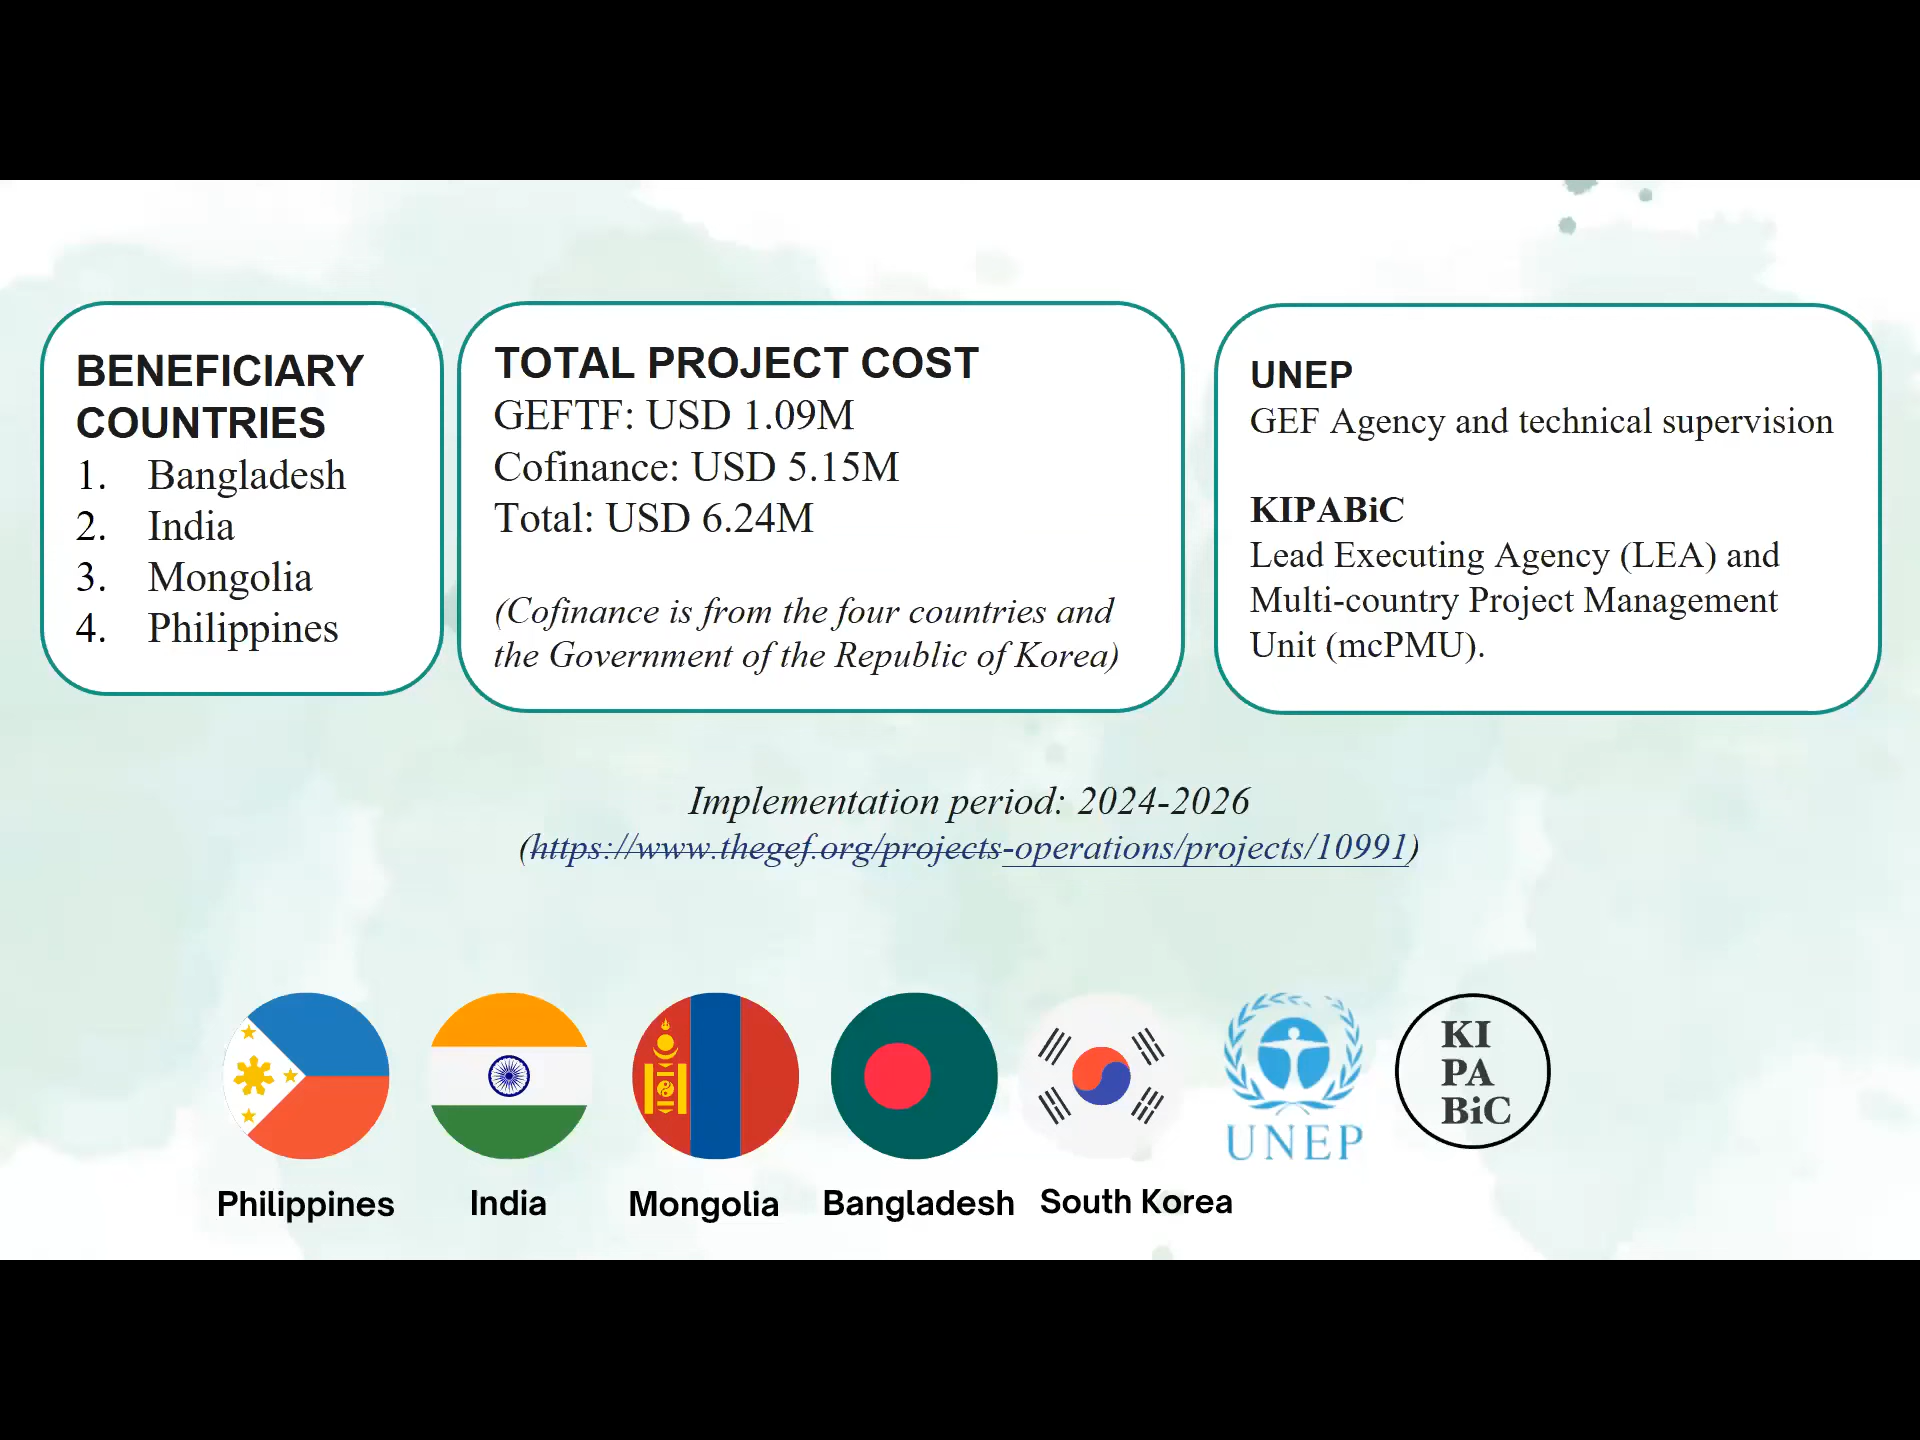 BENEFICIARY
COUNTRIES
1. Bangladesh
2. India
3. Mongolia
4. Philippines
TOTAL PROJECT COST
GEFTF: USD 1.09M
Cofinance: USD 5.15M
Total: USD 6.24M
(Cofinance is from the four countries and
the Government of the Republic of Korea)
UNEP
GEF Agency and technical supervision
KIPABiC
Lead Executing Agency (LEA) and
Multi-country Project Management
Unit (mcPMU).
Implementation period: 2024-2026
(https://www.thegef.org/projects-operations/projects/10991)
UNEP
KI
PA
BiC
Philippines
India
Mongolia
Bangladesh
South Korea